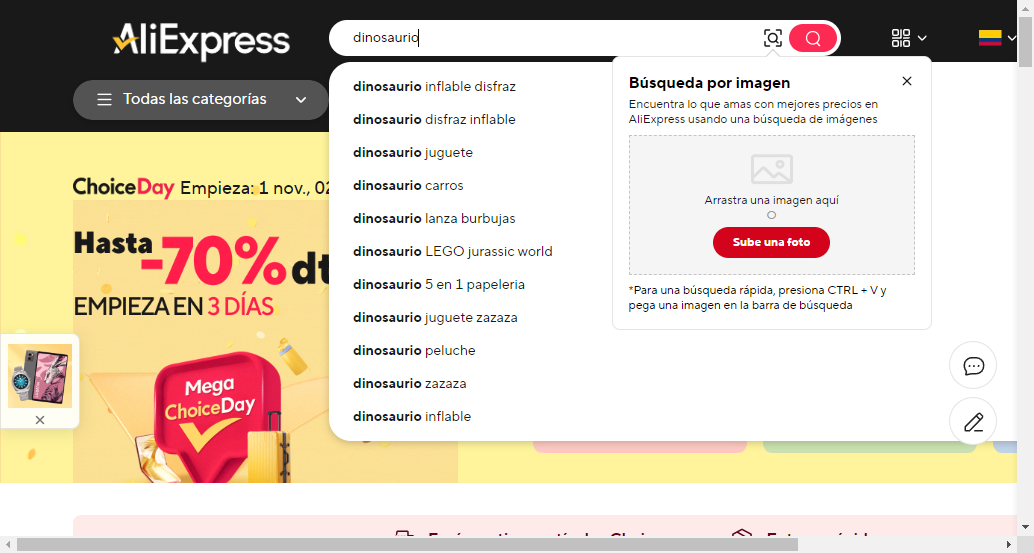 AliExpress
dinosaurio
Todas las categorías
dinosaurio inflable disfraz
dinosaurio disfraz inflable
dinosaurio juguete
dinosaurio carros
dinosaurio lanza burbujas
dinosaurio LEGO jurassic world
dinosaurio 5 en 1 papeleria
dinosaurio juguete zazaza
dinosaurio peluche
dinosaurio zazaza
dinosaurio inflable
Búsqueda por imagen
Encuentra lo que amas con mejores precios en
AliExpress usando una búsqueda de imágenes
Arrastra una imagen aquí
O
Sube una foto
*Para una búsqueda rápida, presiona CTRL + V y
pega una imagen en la barra de búsqueda
ChoiceDay Empieza: 1 nov., 02
Hasta
-70% dt
EMPIEZA EN 3 DÍAS
Mega
ChoiceDay